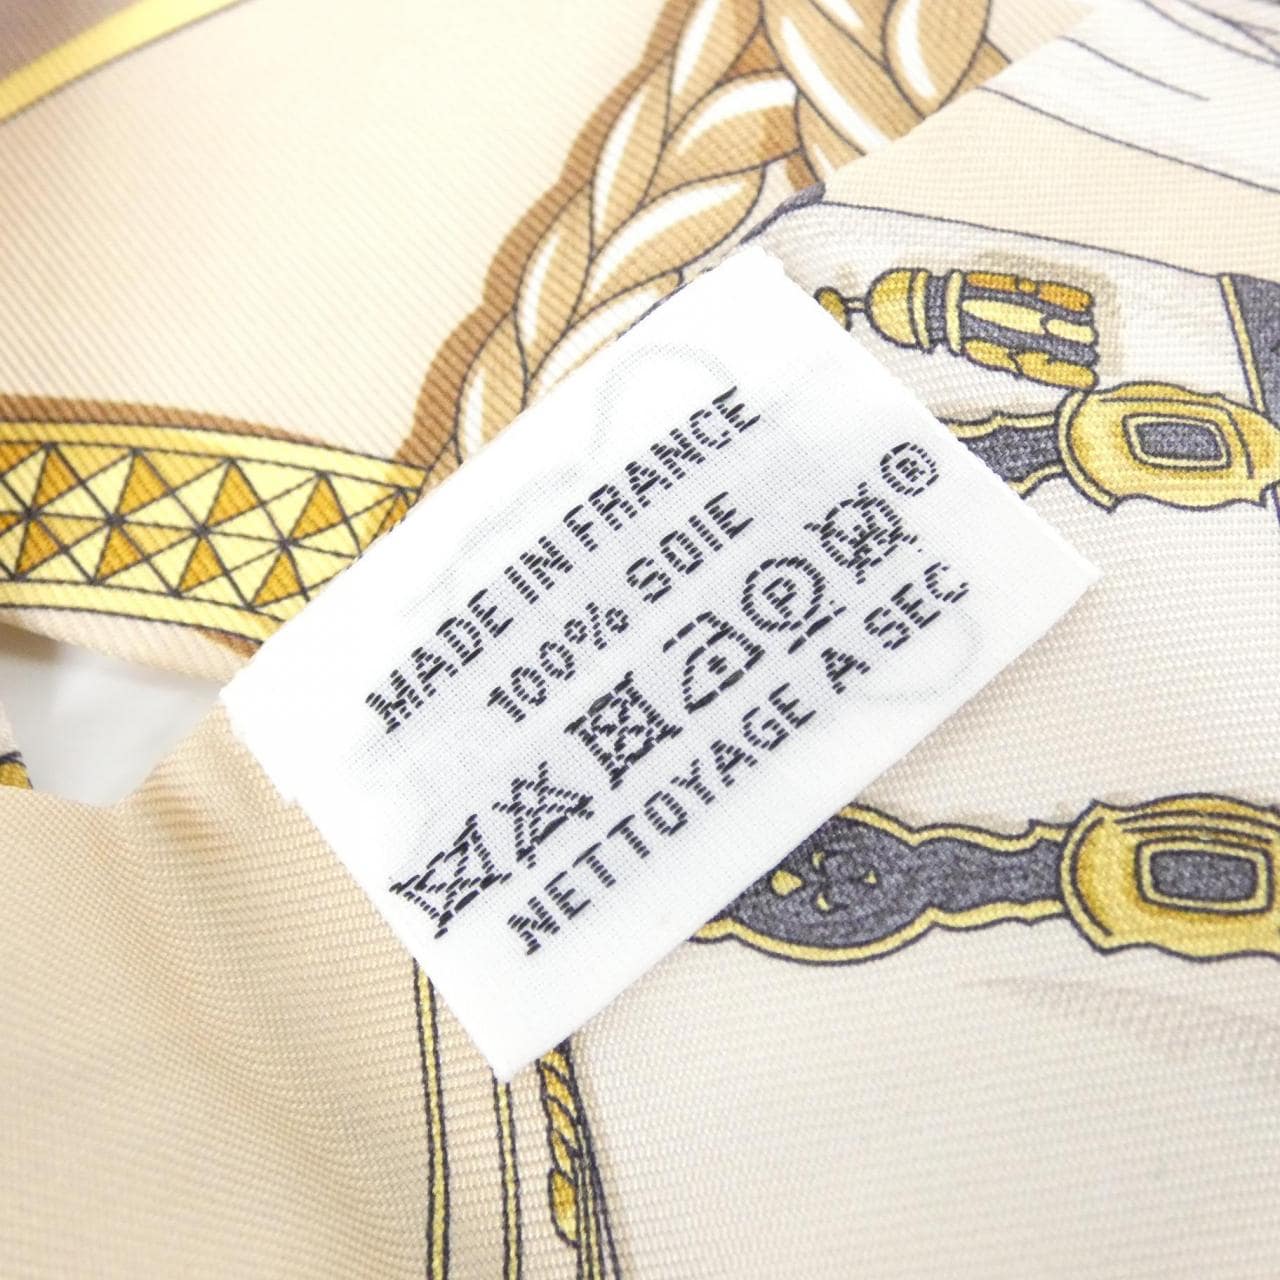 MADE IN FRANCE
100% SOIE
P ®
NETTOYAGE A SEC